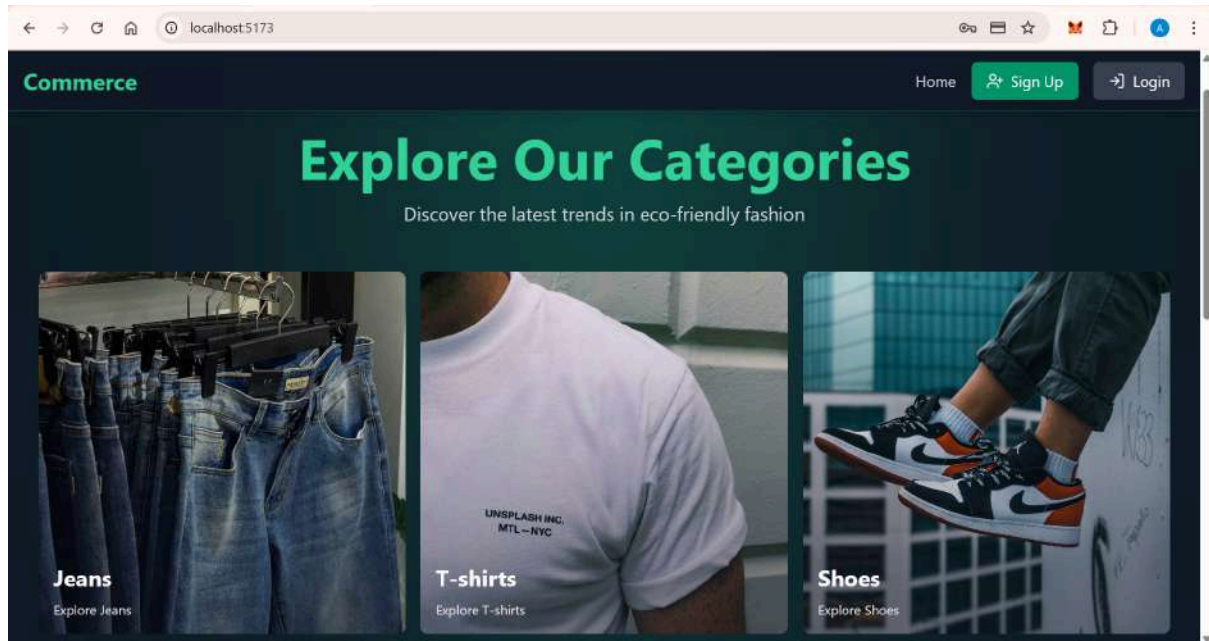 localhost:5173
A
Commerce
Home
Sign Up
Login
Explore Our Categories
Discover the latest trends in eco-friendly fashion
UNSPLASH INC.
MTL—NYC
Jeans
Explore Jeans
T-shirts
Explore T-shirts
Shoes
Explore Shoes